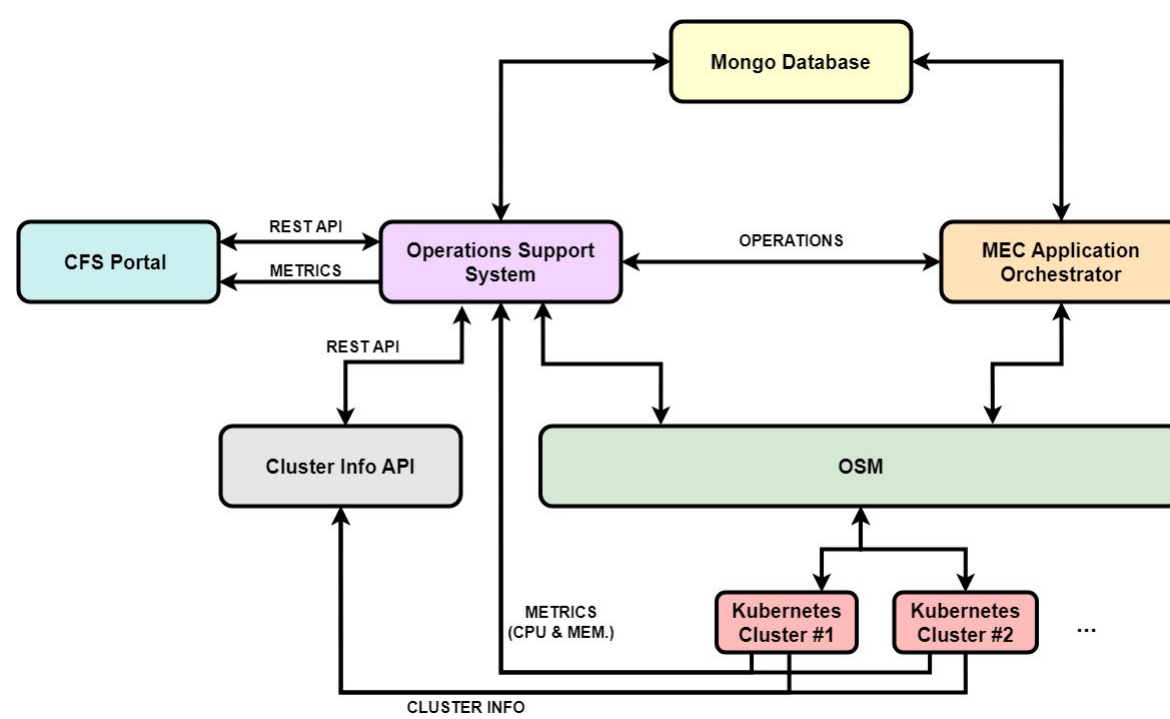 Mongo Database
REST API
CFS Portal
METRICS
Operations Support
System
OPERATIONS
MEC Application
Orchestrator
REST API
Cluster Info API
OSM
METRICS
(CPU & MEM.)
Kubernetes
Cluster #1
Kubernetes
Cluster #2
...
CLUSTER INFO